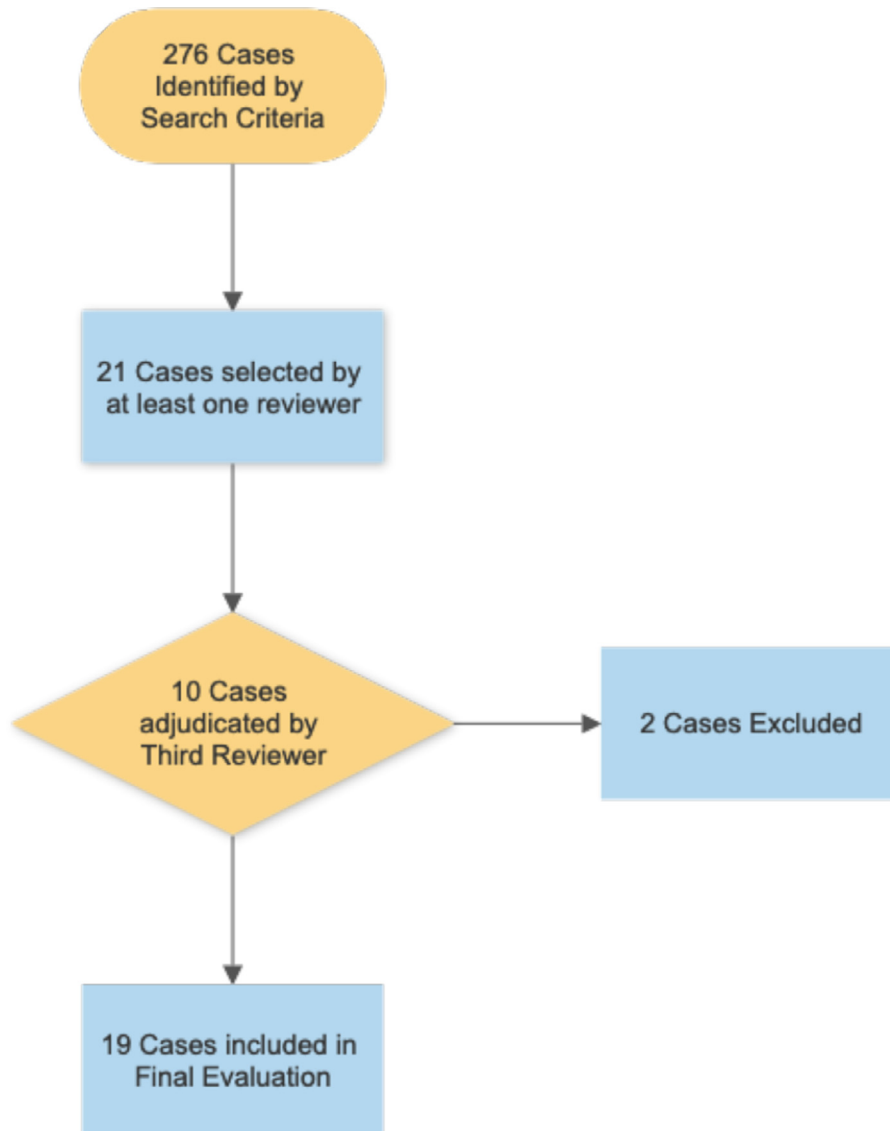 276 Cases
Identified by
Search Criteria
21 Cases selected by
at least one reviewer
10 Cases
adjudicated by
Third Reviewer
2 Cases Excluded
19 Cases included in
Final Evaluation